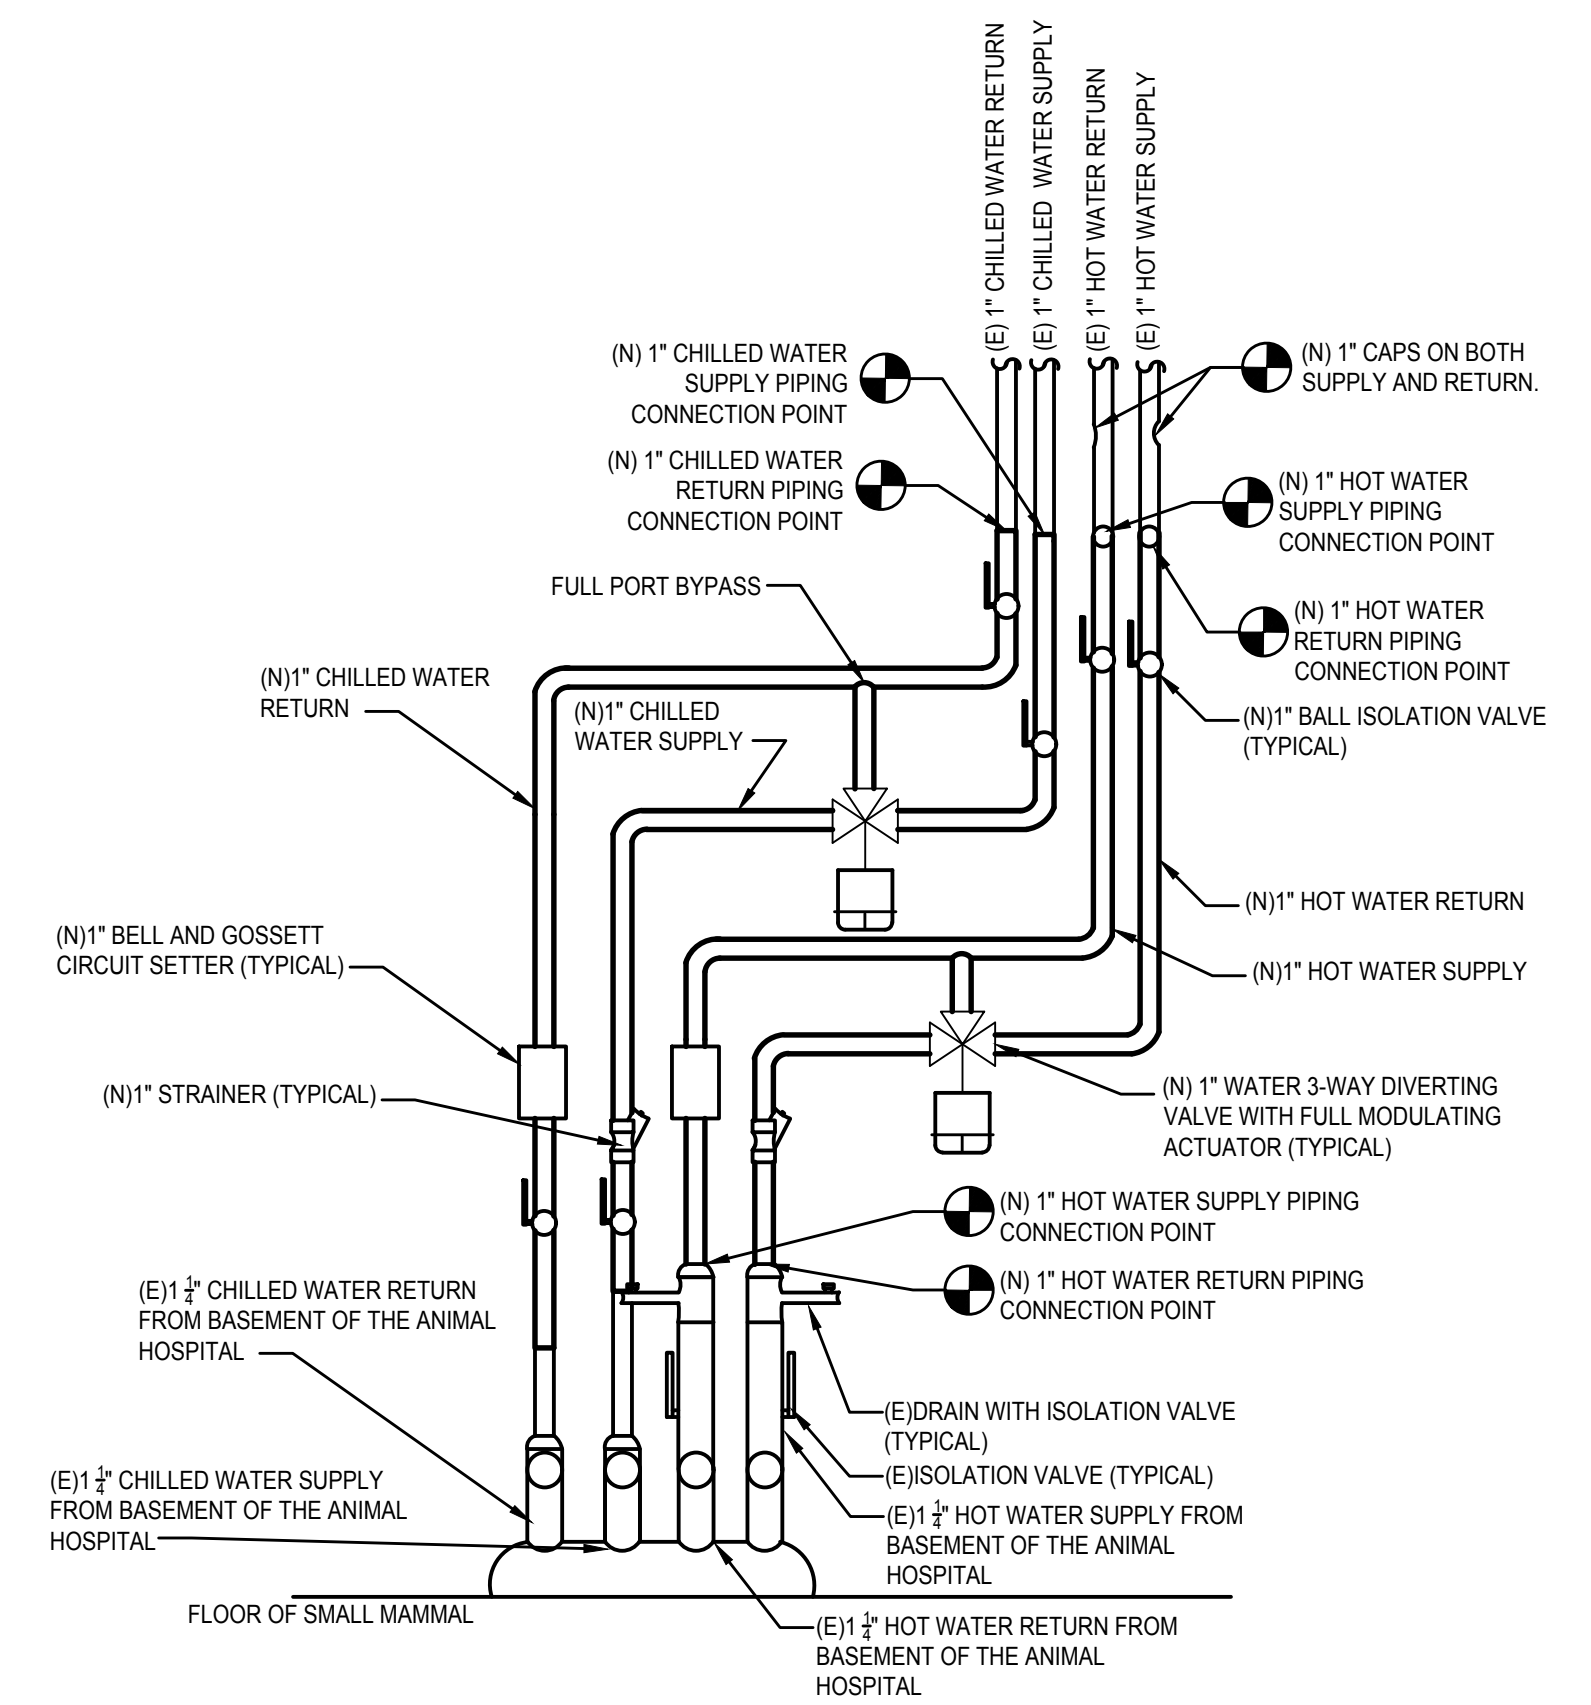 (E) 1" CHILLED WATER RETURN
(E) 1" CHILLED WATER SUPPLY
(E) 1" HOT WATER RETURN
(E) 1" HOT WATER SUPPLY
(N) 1" CHILLED WATER
SUPPLY PIPING
CONNECTION POINT
(N) 1" CAPS ON BOTH
SUPPLY AND RETURN.
(N) 1" CHILLED WATER
RETURN PIPING
CONNECTION POINT
(N) 1" HOT WATER
SUPPLY PIPING
CONNECTION POINT
FULL PORT BYPASS
(N) 1" HOT WATER
RETURN PIPING
CONNECTION POINT
(N)1" CHILLED WATER
RETURN
(N)1" CHILLED
WATER SUPPLY
(N)1" BALL ISOLATION VALVE
(TYPICAL)
(N)1" HOT WATER RETURN
(N)1" BELL AND GOSSETT
CIRCUIT SETTER (TYPICAL)
(N)1" HOT WATER SUPPLY
(N)1" STRAINER (TYPICAL)
(N) 1" WATER 3-WAY DIVERTING
VALVE WITH FULL MODULATING
ACTUATOR (TYPICAL)
(N) 1" HOT WATER SUPPLY PIPING
CONNECTION POINT
(N) 1" HOT WATER RETURN PIPING
CONNECTION POINT
(E)1 1/4" CHILLED WATER RETURN
FROM BASEMENT OF THE ANIMAL
HOSPITAL
(E)DRAIN WITH ISOLATION VALVE
(TYPICAL)
(E)ISOLATION VALVE (TYPICAL)
(E)1 1/4" CHILLED WATER SUPPLY
FROM BASEMENT OF THE ANIMAL
HOSPITAL
(E)1 1/4" HOT WATER SUPPLY FROM
BASEMENT OF THE ANIMAL
HOSPITAL
FLOOR OF SMALL MAMMAL
(E)1 1/4" HOT WATER RETURN FROM
BASEMENT OF THE ANIMAL
HOSPITAL